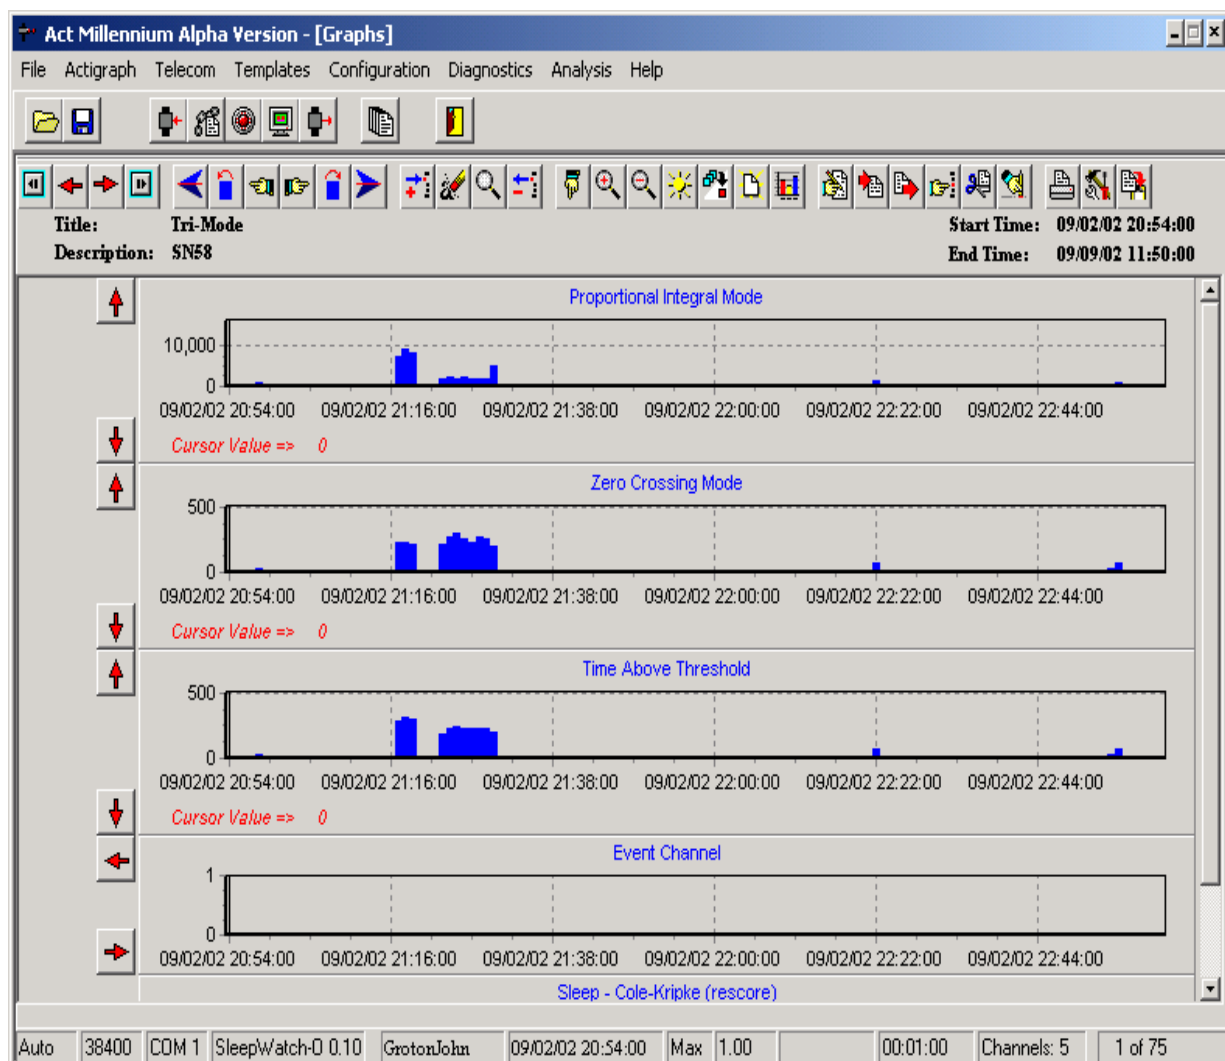 Act Millennium Alpha Version - [Graphs]
File Actigraph Telecom Templates Configuration Diagnostics Analysis Help
Title: Tri-Mode Start Time: 09/02/02 20:54:00
Description: SN58 End Time: 09/09/02 11:50:00
Proportional Integral Mode
10,000
0
09/02/02 20:54:00 09/02/02 21:16:00 09/02/02 21:38:00 09/02/02 22:00:00 09/02/02 22:22:00 09/02/02 22:44:00
Cursor Value => 0
Zero Crossing Mode
500
0
09/02/02 20:54:00 09/02/02 21:16:00 09/02/02 21:38:00 09/02/02 22:00:00 09/02/02 22:22:00 09/02/02 22:44:00
Cursor Value => 0
Time Above Threshold
500
0
09/02/02 20:54:00 09/02/02 21:16:00 09/02/02 21:38:00 09/02/02 22:00:00 09/02/02 22:22:00 09/02/02 22:44:00
Cursor Value => 0
Event Channel
1
0
09/02/02 20:54:00 09/02/02 21:16:00 09/02/02 21:38:00 09/02/02 22:00:00 09/02/02 22:22:00 09/02/02 22:44:00
Sleep - Cole-Kripke (rescore)
Auto 38400 COM 1 SleepWatch-O 0.10 GrotonJohn 09/02/02 20:54:00 Max 1.00 00:01:00 Channels: 5 1 of 75